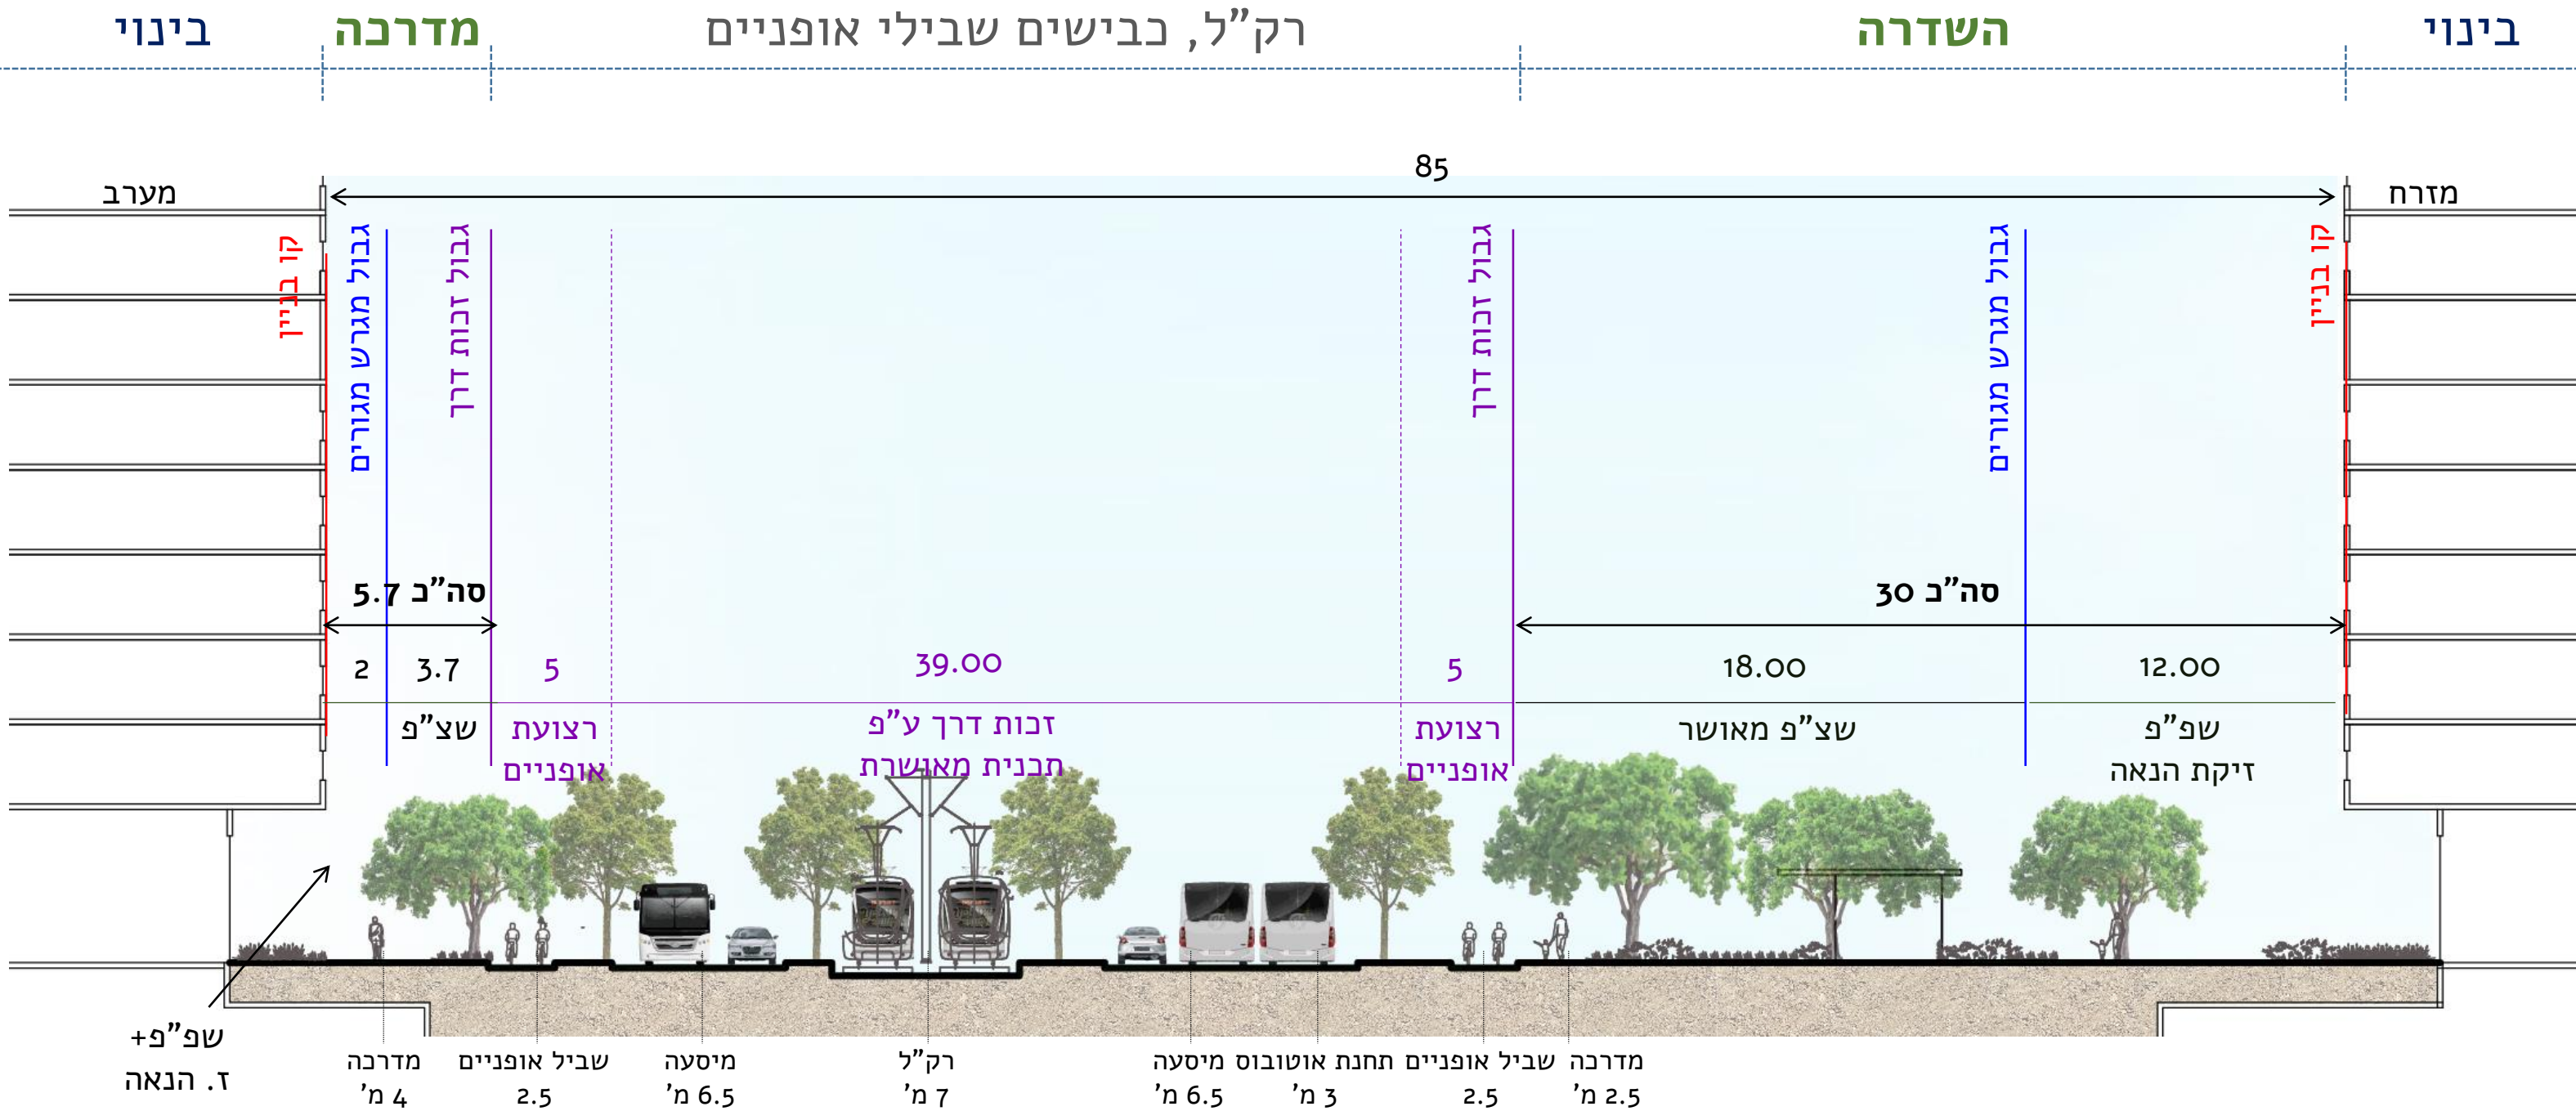 בינוי
השדרה
רק"ל, כבישים שבילי אופניים
מדרכה
בינוי
85
מזרח
מערב
קו בניין
גבול מגרש מגורים
גבול זכות דרך
גבול זכות דרך
גבול מגרש מגורים
קו בניין
סה"כ 30
סה"כ 5.7
12.00
18.00
5
39.00
5
3.7
2
שפ"פ
זיקת הנאה
שצ"פ מאושר
רצועת
אופניים
זכות דרך ע"פ
תכנית מאושרת
רצועת
אופניים
שצ"פ
מדרכה
2.5 מ'
שביל אופניים
2.5
תחנת אוטובוס
3 מ'
מיסעה
6.5 מ'
רק"ל
7 מ'
מיסעה
6.5 מ'
שביל אופניים
2.5
מדרכה
4 מ'
שפ"פ+
ז. הנאה